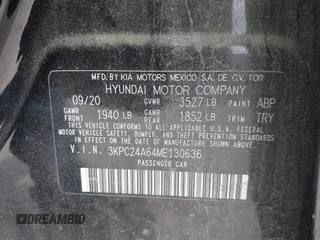 MFD. BY KIA MOTORS MEXICO S.A. DE C.V. FOR
HYUNDAI MOTOR COMPANY
09/20 GVWR 3527 LB PAINT ABP
GAWR FRONT 1940 LB GAWR REAR 1852 LB TRIM TRY
THIS VEHICLE CONFORMS TO ALL APPLICABLE U.S. FEDERAL
MOTOR VEHICLE SAFETY, BUMPER, AND THEFT PREVENTION
STANDARDS IN EFFECT ON THE DATE OF MANUFACTURE SHOWN ABOVE.
V.I.N. 3KPC24A64ME130636
PASSENGER CAR
DREAMBID